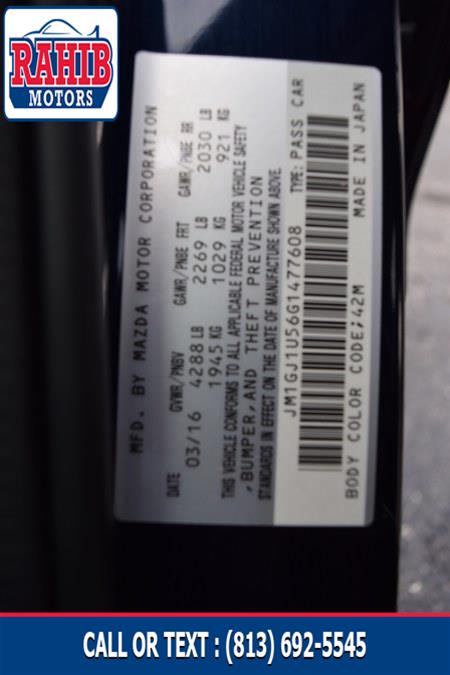 RAHIB
MOTORS
MFD. BY MAZDA MOTOR CORPORATION
DATE GVWR/PNBV GAWR/PNBE FRT GAWR/PNBE RR
03/16 4288 LB 2269 LB 2030 LB
1945 KG 1029 KG 921 KG
THIS VEHICLE CONFORMS TO ALL APPLICABLE FEDERAL MOTOR VEHICLE SAFETY
,BUMPER,AND THEFT PREVENTION
STANDARDS IN EFFECT ON THE DATE OF MANUFACTURE SHOWN ABOVE.
JM1GJ1U56G1477608 TYPE: PASS CAR
BODY COLOR CODE;42M MADE IN JAPAN
CALL OR TEXT : (813) 692-5545